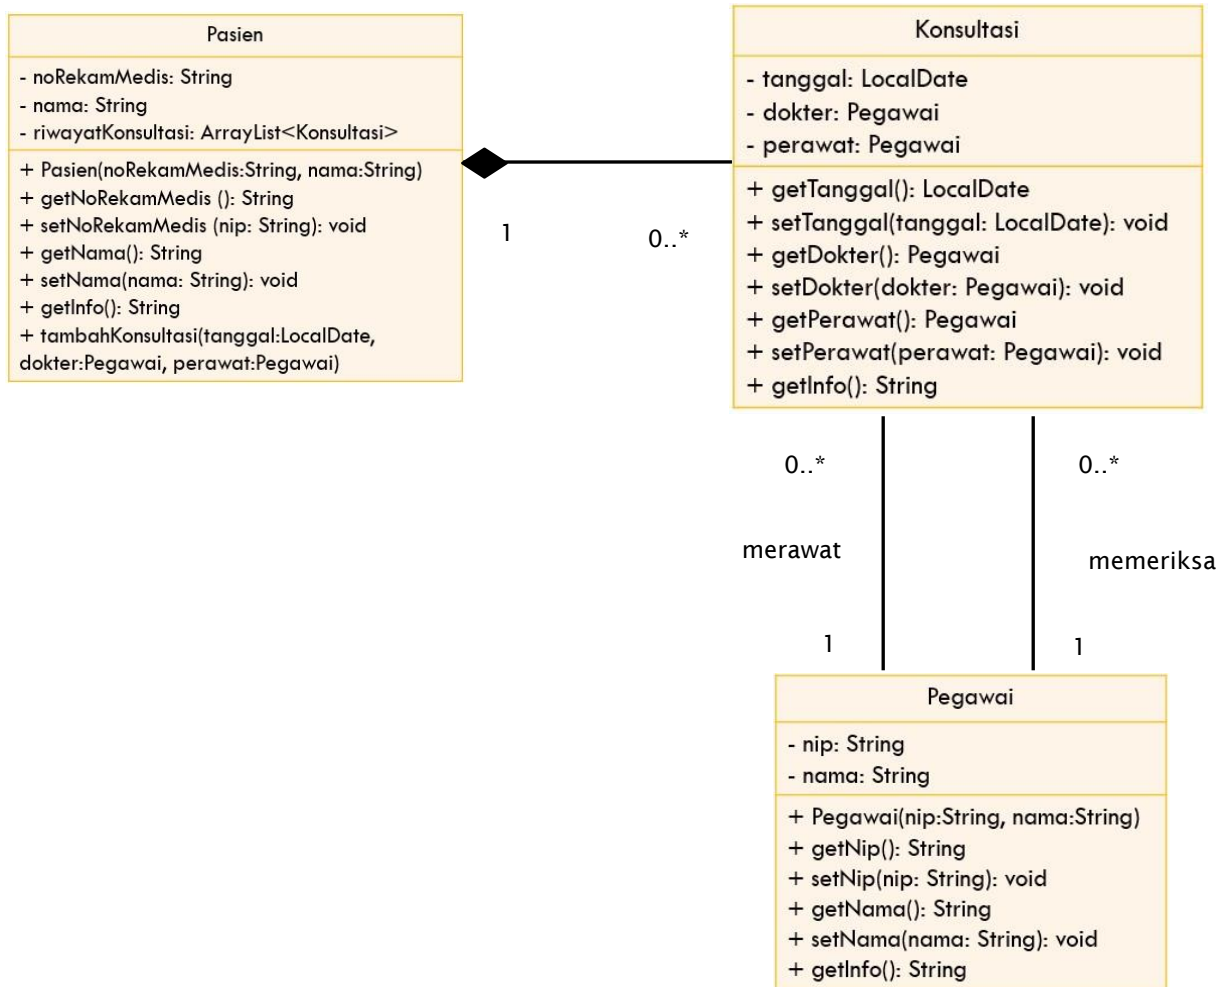 Pasien
- noRekamMedis: String
- nama: String
- riwayatKonsultasi: ArrayList<Konsultasi>
+ Pasien(noRekamMedis:String, nama:String)
+ getNoRekamMedis (): String
+ setNoRekamMedis (nip: String): void
+ getNama(): String
+ setNama(nama: String): void
+ getInfo(): String
+ tambahKonsultasi(tanggal:LocalDate,
dokter:Pegawai, perawat:Pegawai)
1
0..*
Konsultasi
- tanggal: LocalDate
- dokter: Pegawai
- perawat: Pegawai
+ getTanggal(): LocalDate
+ setTanggal(tanggal: LocalDate): void
+ getDokter(): Pegawai
+ setDokter(dokter: Pegawai): void
+ getPerawat(): Pegawai
+ setPerawat(perawat: Pegawai): void
+ getInfo(): String
0..*
0..*
merawat
memeriksa
1
1
Pegawai
- nip: String
- nama: String
+ Pegawai(nip:String, nama:String)
+ getNip(): String
+ setNip(nip: String): void
+ getNama(): String
+ setNama(nama: String): void
+ getInfo(): String